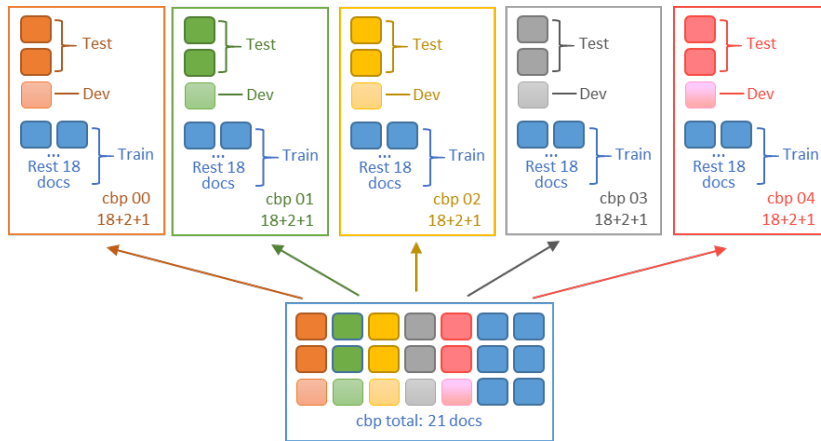 Test
Dev
... Train
Rest 18
docs
cbp 00
18+2+1
Test
Dev
... Train
Rest 18
docs
cbp 01
18+2+1
Test
Dev
... Train
Rest 18
docs
cbp 02
18+2+1
Test
Dev
... Train
Rest 18
docs
cbp 03
18+2+1
Test
Dev
... Train
Rest 18
docs
cbp 04
18+2+1
cbp total: 21 docs